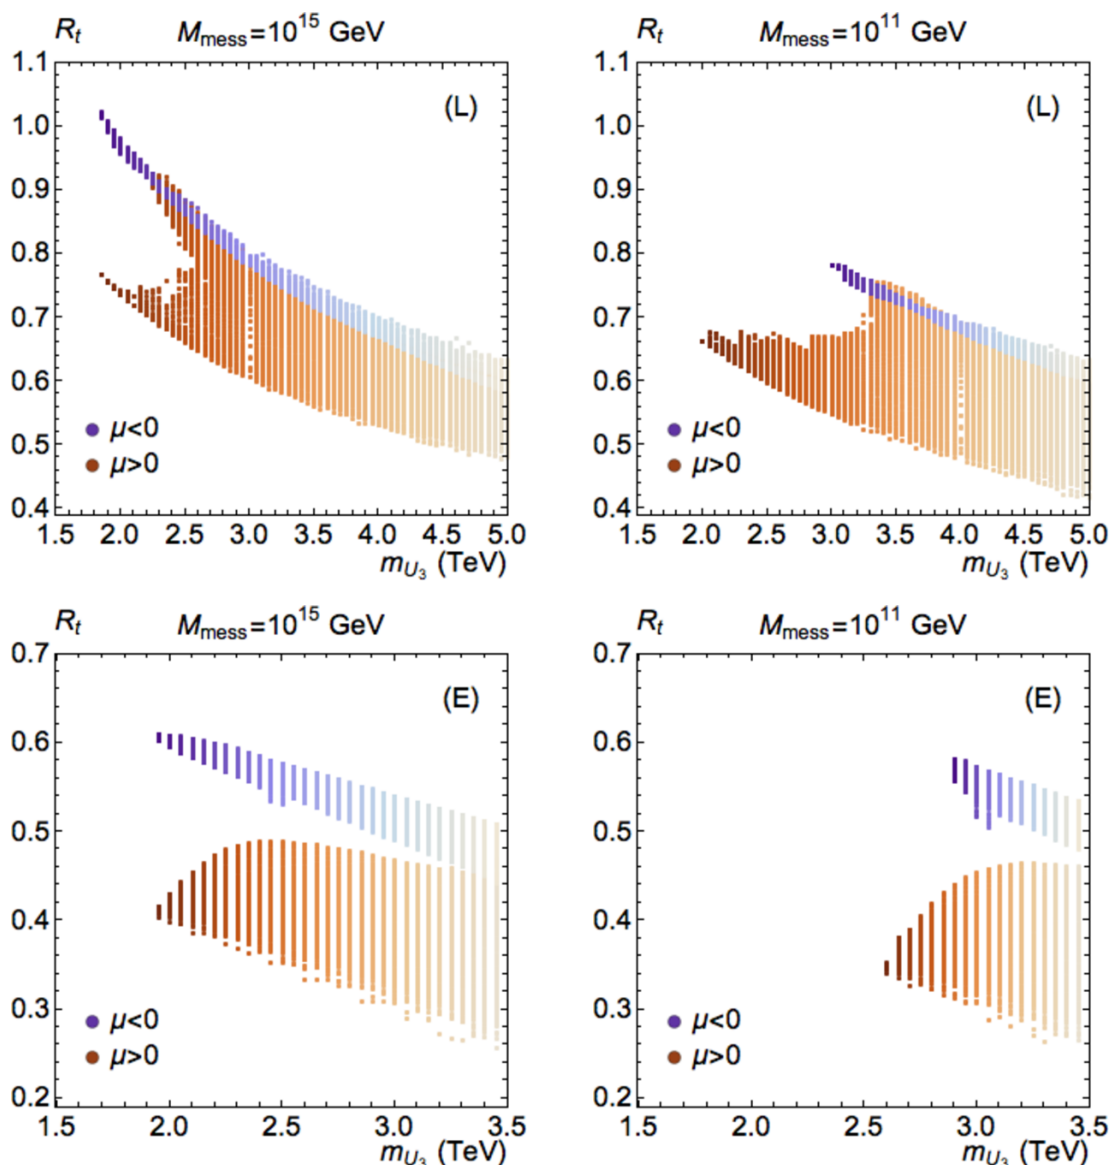 R_t M_mess=10^15 GeV
(L)
1.1
1.0
0.9
0.8
0.7
0.6
0.5
0.4
μ<0
μ>0
1.5 2.0 2.5 3.0 3.5 4.0 4.5 5.0
m_U_3 (TeV)
R_t M_mess=10^11 GeV
(L)
1.1
1.0
0.9
0.8
0.7
0.6
0.5
0.4
μ<0
μ>0
1.5 2.0 2.5 3.0 3.5 4.0 4.5 5.0
m_U_3 (TeV)
R_t M_mess=10^15 GeV
(E)
0.7
0.6
0.5
0.4
0.3
0.2
μ<0
μ>0
1.5 2.0 2.5 3.0 3.5
m_U_3 (TeV)
R_t M_mess=10^11 GeV
(E)
0.7
0.6
0.5
0.4
0.3
0.2
μ<0
μ>0
1.5 2.0 2.5 3.0 3.5
m_U_3 (TeV)